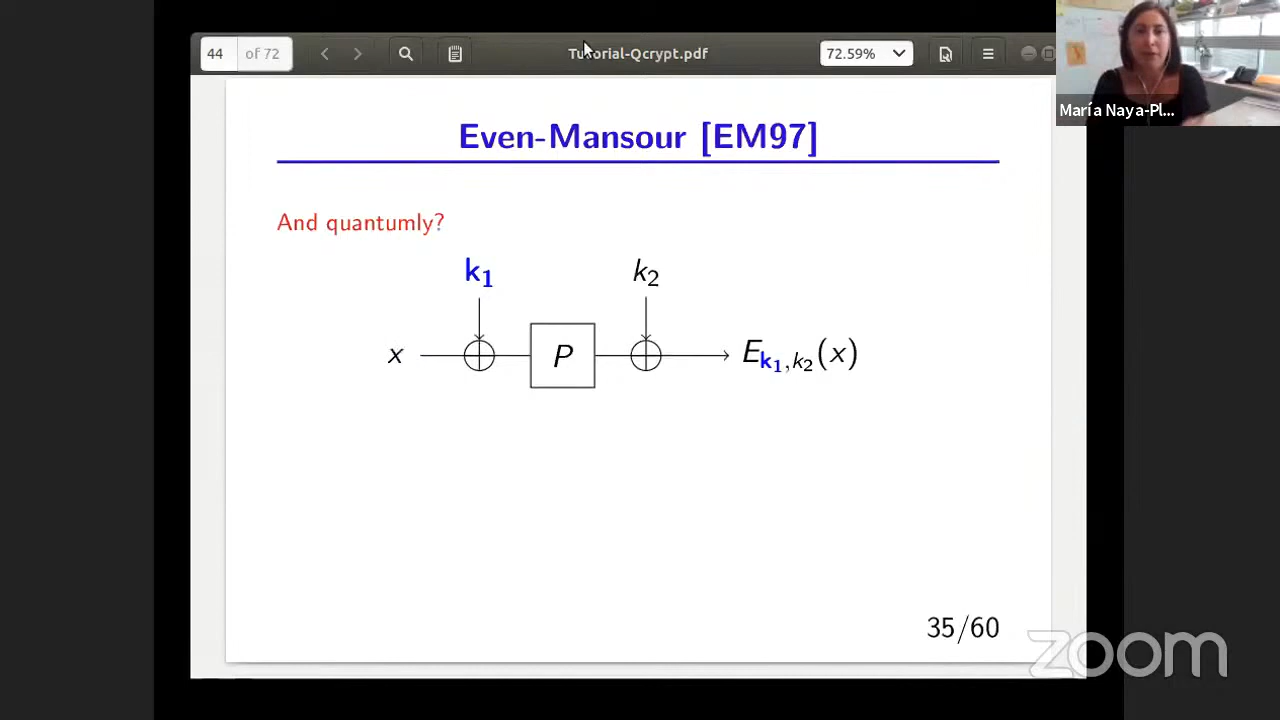 44 of 72
Tutorial-Qcrypt.pdf
72.59%
María Naya-Pl...
Even-Mansour [EM97]
And quantumly?
k1 k2
x P Ek1,k2(x)
35/60
zoom